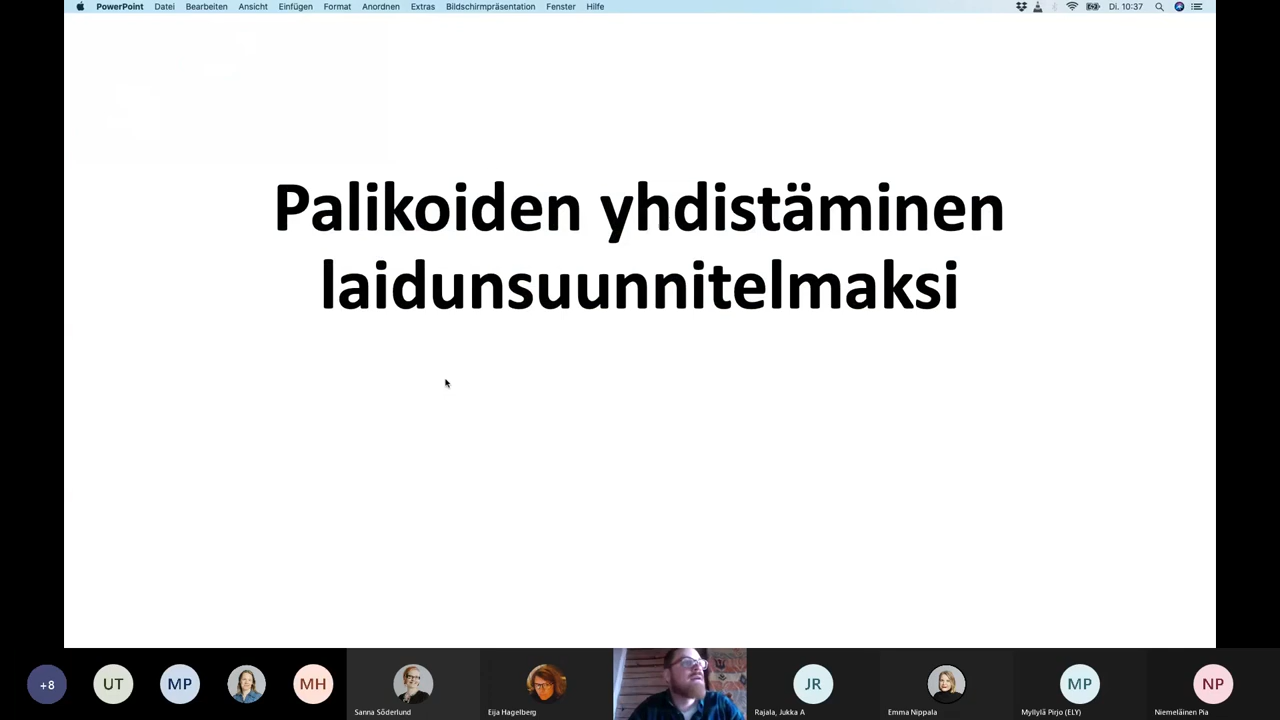 PowerPoint Datei Bearbeiten Ansicht Einfügen Format Anordnen Extras Bildschirmpräsentation Fenster Hilfe Di. 10:37
Palikoiden yhdistäminen
laidunsuunnitelmaksi
+8 UT MP MH JR MP NP
Sanna Söderlund Eija Hagelberg Rajala, Jukka A Emma Nippala Myllylä Pirjo (ELY) Niemeläinen Pia